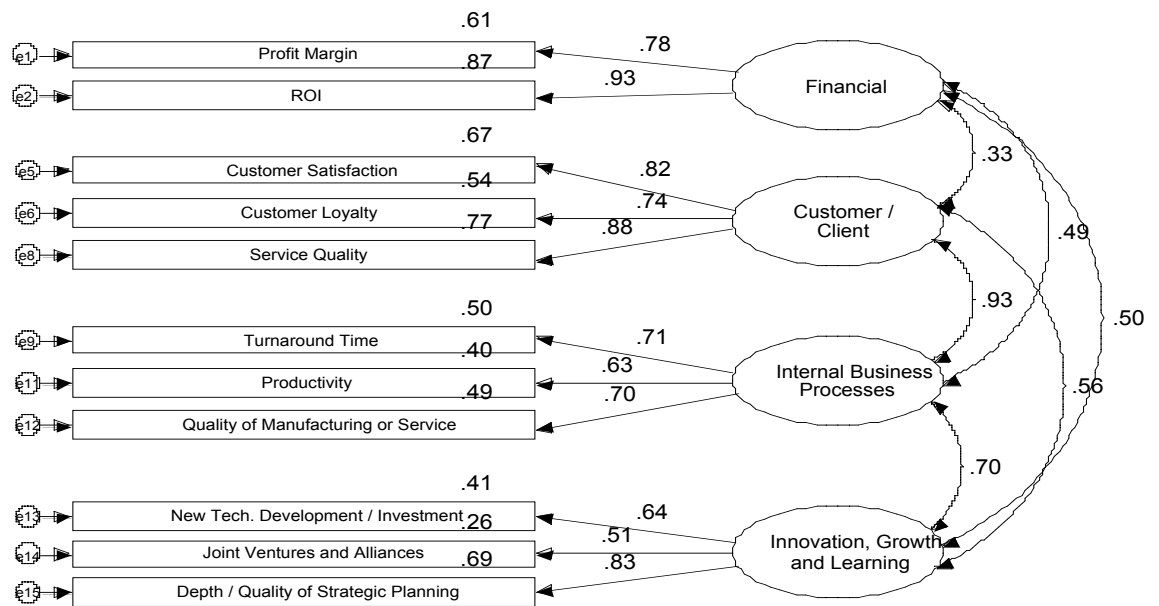 .61
e1
Profit Margin
.78
.87
e2
ROI
.93
Financial
.67
.33
e5
Customer Satisfaction
.82
.54
e6
Customer Loyalty
.74
Customer /
Client
.77
.88
e8
Service Quality
.49
.93
.50
.50
e9
Turnaround Time
.71
.40
e1
Productivity
.63
Internal Business
Processes
.56
.49
.70
e12
Quality of Manufacturing or Service
.70
.41
e13
New Tech. Development / Investment
.64
.26
e14
Joint Ventures and Alliances
.51
Innovation, Growth
and Learning
.69
.83
e15
Depth / Quality of Strategic Planning